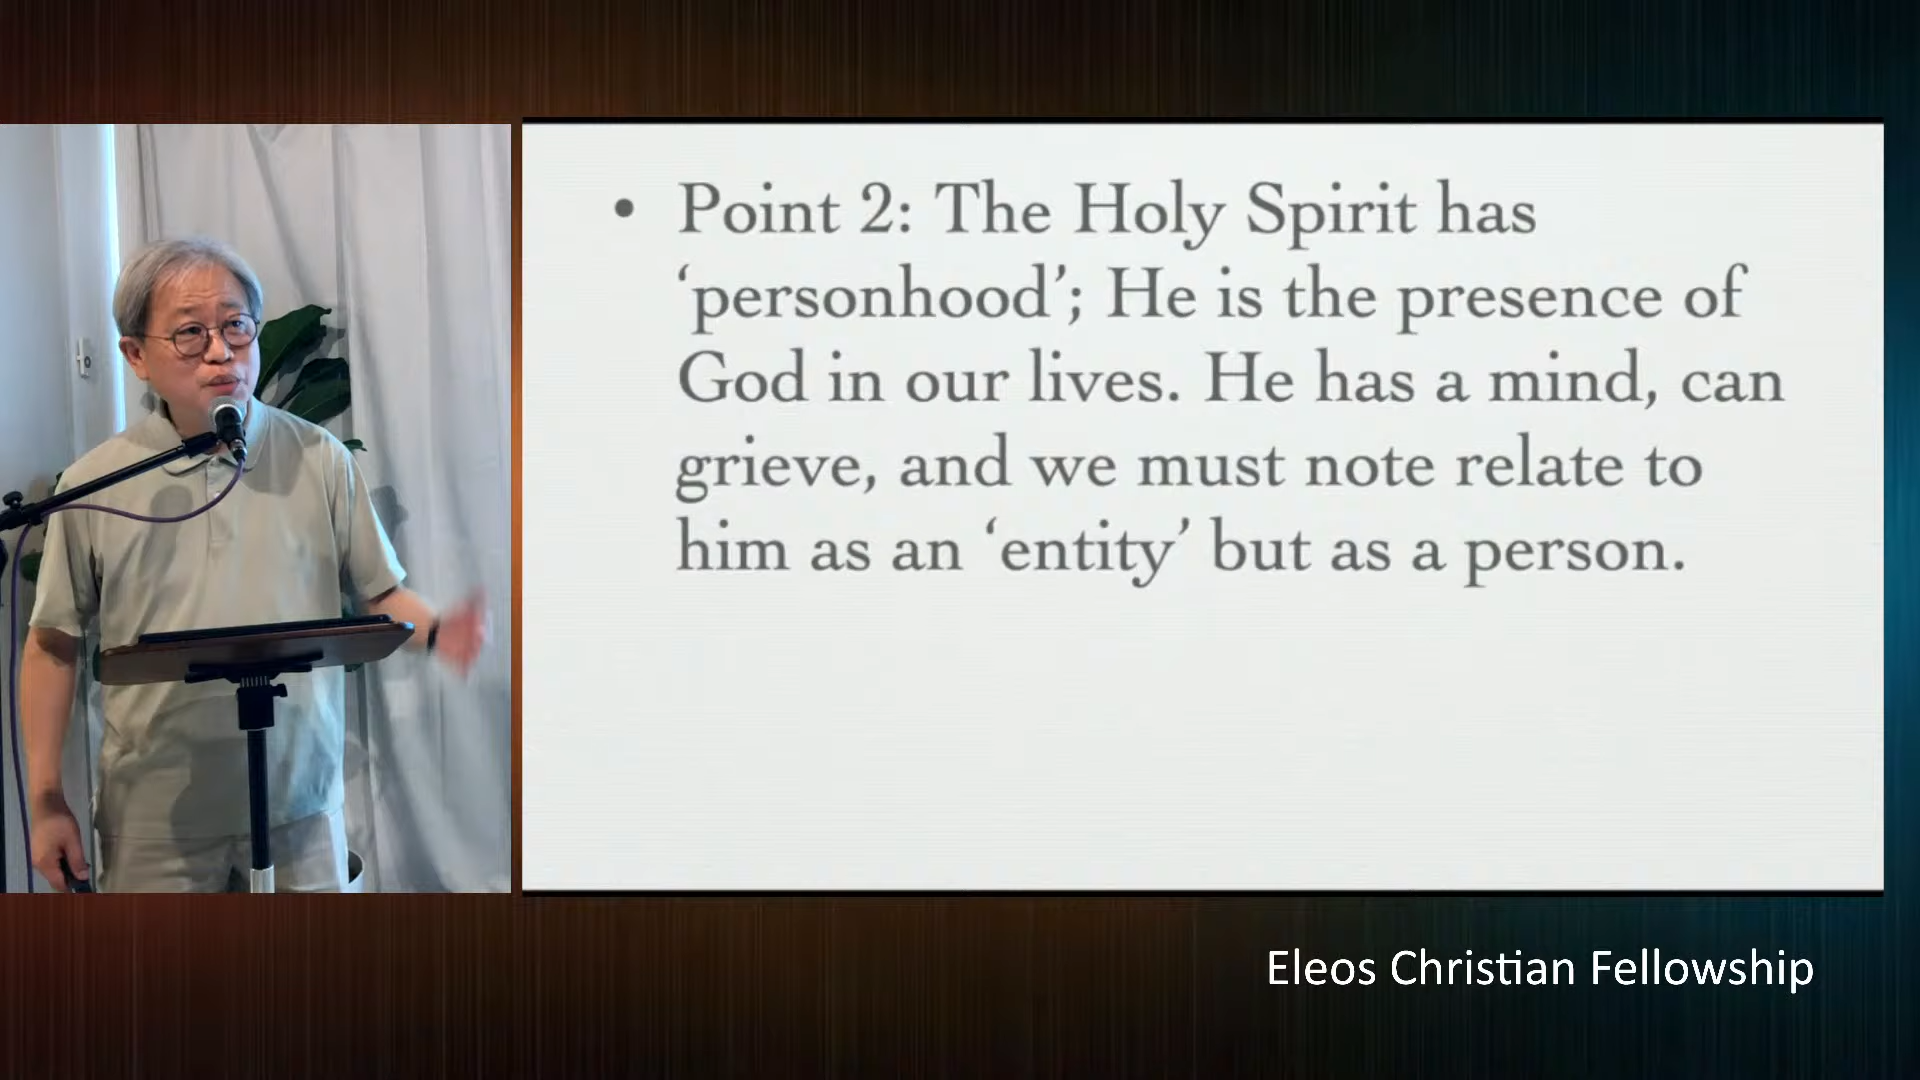 • Point 2: The Holy Spirit has
‘personhood’; He is the presence of
God in our lives. He has a mind, can
grieve, and we must note relate to
him as an ‘entity’ but as a person.
Eleos Christian Fellowship